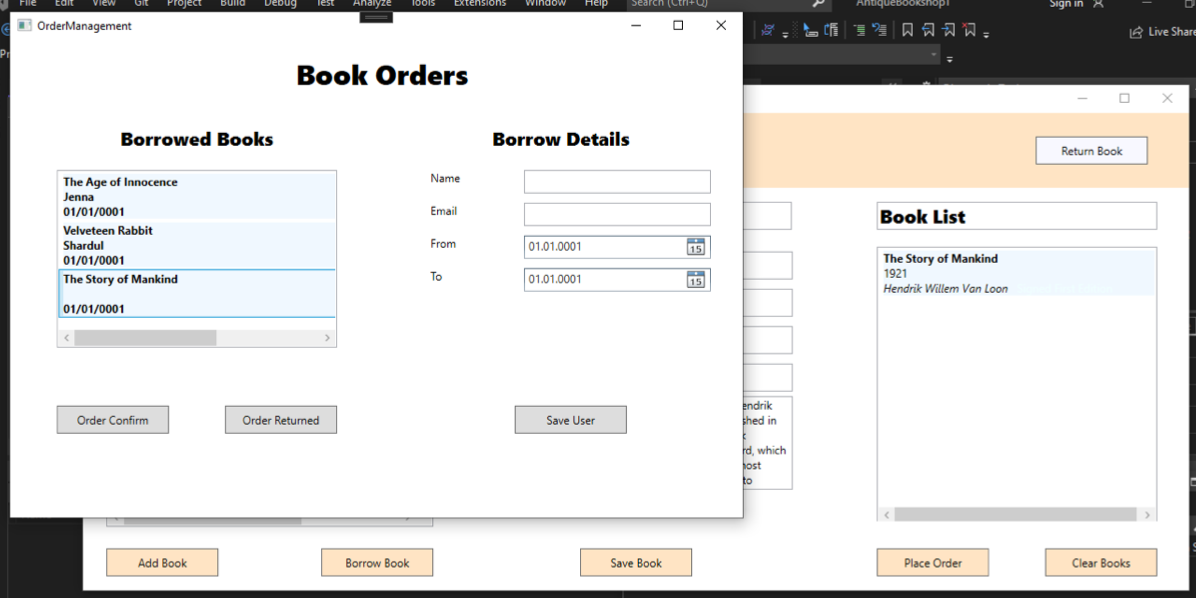 File Edit View Git Project Build Debug Test Analyze Tools Extensions Window Help Search (Ctrl+Q) AntiqueBookshop1 Sign in
Live Share
OrderManagement
Book Orders
Borrowed Books
Borrow Details
The Age of Innocence
Jenna
01/01/0001
Velveteen Rabbit
Shardul
01/01/0001
The Story of Mankind
01/01/0001
Name
Email
From 01.01.0001 15
To 01.01.0001 15
Order Confirm
Order Returned
Save User
Return Book
Book List
The Story of Mankind
1921
Hendrik Willem Van Loon
endrik
shed in
rd, which
most
to
Add Book
Borrow Book
Save Book
Place Order
Clear Books